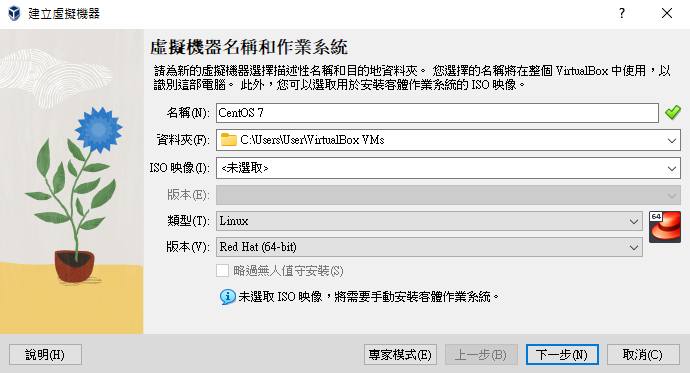 建立虛擬機器
?
虛擬機器名稱和作業系統
請為新的虛擬機器選擇描述性名稱和目的地資料夾。 您選擇的名稱將在整個 VirtualBox 中使用，以
識別這部電腦。 此外，您可以選取用於安裝客體作業系統的 ISO 映像。
名稱(N): CentOS 7
資料夾(F): C:\Users\User\VirtualBox VMs
ISO 映像(I): <未選取>
版本(E):
類型(T): Linux
64
版本(V): Red Hat (64-bit)
略過無人值守安裝(S)
未選取 ISO 映像，將需要手動安裝客體作業系統。
說明(H) 專家模式(E) 上一步(B) 下一步(N) 取消(C)